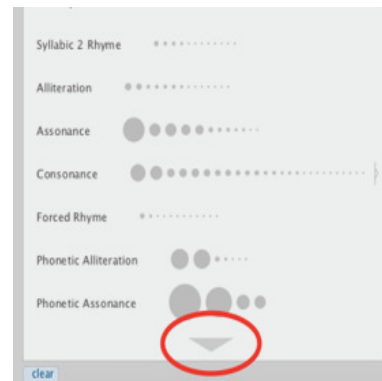 Syllabic 2 Rhyme
Alliteration
Assonance
Consonance
Forced Rhyme
Phonetic Alliteration
Phonetic Assonance
clear